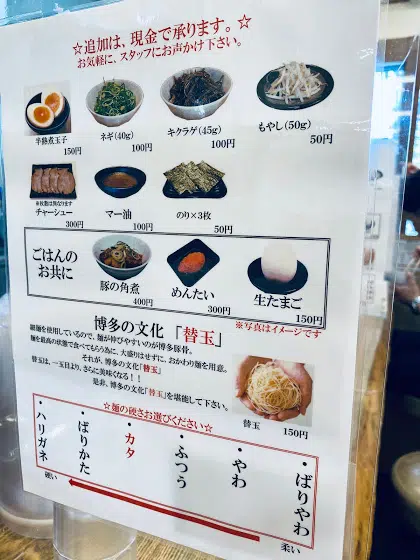 ☆追加は、現金で承ります。☆
お気軽に、スタッフにお声かけ下さい。
半熟煮玉子
150円
ネギ(40g)
100円
キクラゲ(45g)
100円
もやし(50g)
50円
※枚数は異なります
チャーシュー
300円
マー油
100円
のり×3枚
50円
ごはんの
お共に
豚の角煮
400円
めんたい
300円
生たまご
150円
※写真はイメージです
博多の文化 「替玉」
細麺を使用しているので、麺が伸びやすいのが博多豚骨。
麺を最高の状態で食べてもらう為に、大盛りはせずに、おかわり麺を用意。
それが、博多の文化「替玉」
替玉は、一玉目より、さらに美味くなる!!
是非、博多の文化「替玉」を堪能して下さい。
替玉 150円
☆麺の硬さお選びください☆
・ばりやわ
・やわ
・ふつう
・カタ
・ばりかた
・ハリガネ
硬い
柔い